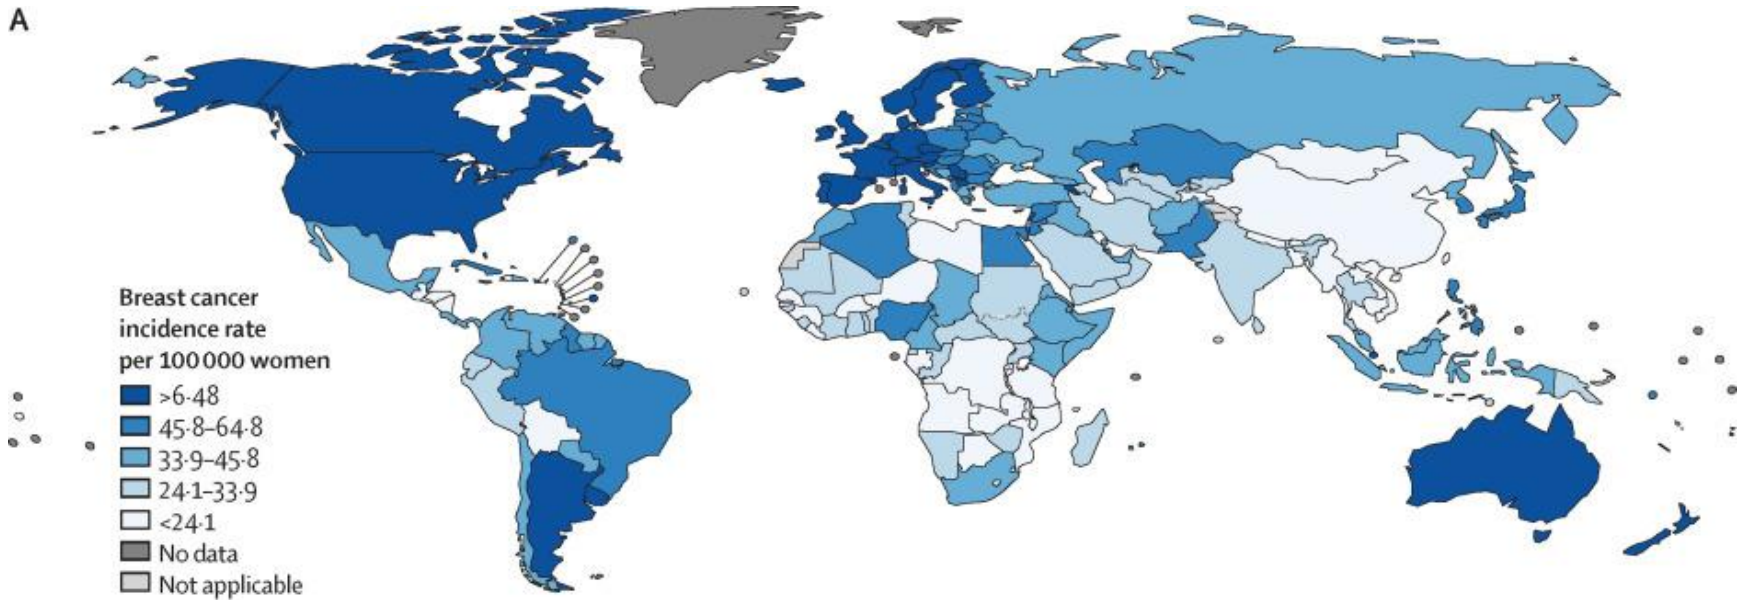 A
Breast cancer
incidence rate
per 100 000 women
>6·48
45·8–64·8
33·9–45·8
24·1–33·9
<24·1
No data
Not applicable